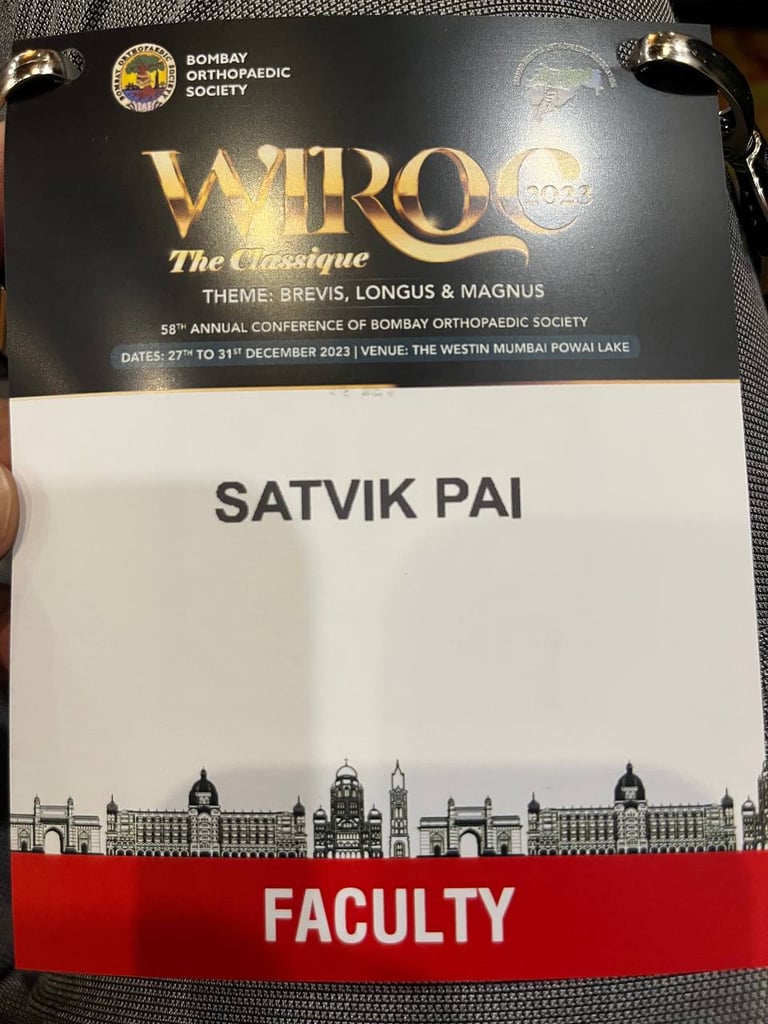 BOMBAY
ORTHOPAEDIC
SOCIETY
WIROC 2023
The Classique
THEME: BREVIS, LONGUS & MAGNUS
58TH ANNUAL CONFERENCE OF BOMBAY ORTHOPAEDIC SOCIETY
DATES: 27TH TO 31ST DECEMBER 2023 | VENUE: THE WESTIN MUMBAI POWAI LAKE
SATVIK PAI
FACULTY